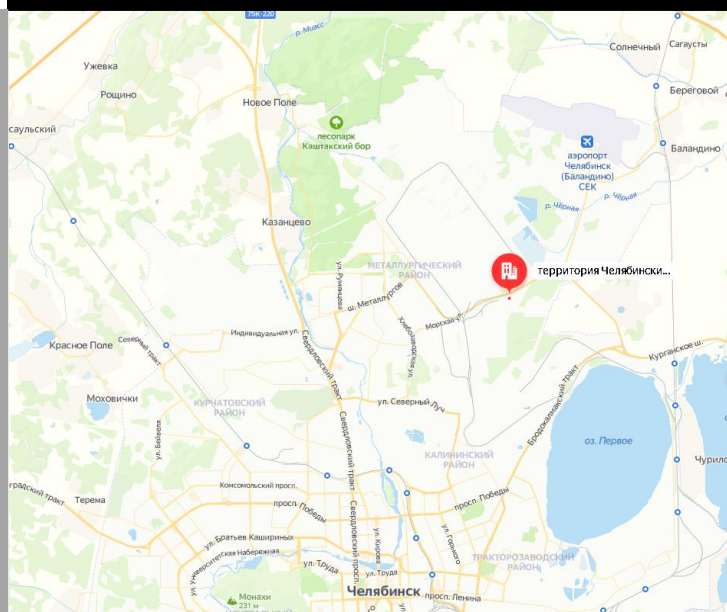 75К-220
р. Миасс
Солнечный
Сагаусты
Ужевка
Рощино
Новое Поле
Береговой
саульский
лесопарк
Каштакский бор
Баландино
аэропорт
Челябинск
(Баландино)
CEK
р. Чёрная
р. Чёрная
Казанцево
МЕТАЛЛУРГИЧЕСКИЙ
РАЙОН
территория Челябински...
ул. Румянцева
ш. Металлургов
Морская ул.
Хлебозаводская ул.
Индивидуальная ул.
Северный тракт
Красное Поле
Свердловский тракт
Курганское ш.
Бродокалмакский тракт
Моховички
КУРЧАТОВСКИЙ
РАЙОН
ул. Северный Луч
ул. Бейвеля
Свердловский тракт
оз. Первое
КАЛИНИНСКИЙ
РАЙОН
Чурило
градский тракт
Терема
Комсомольский просп.
просп. Победы
просп. Победы
Свердловский просп.
ул. Братьев Кашириных
ул. Кирова
ул. Горького
Университетская Набережная
ул. Труда
ул. Труда
ТРАКТОРОЗАВОДСКИЙ
РАЙОН
Монахи
231 м
Челябинск
просп. Ленина
ул.